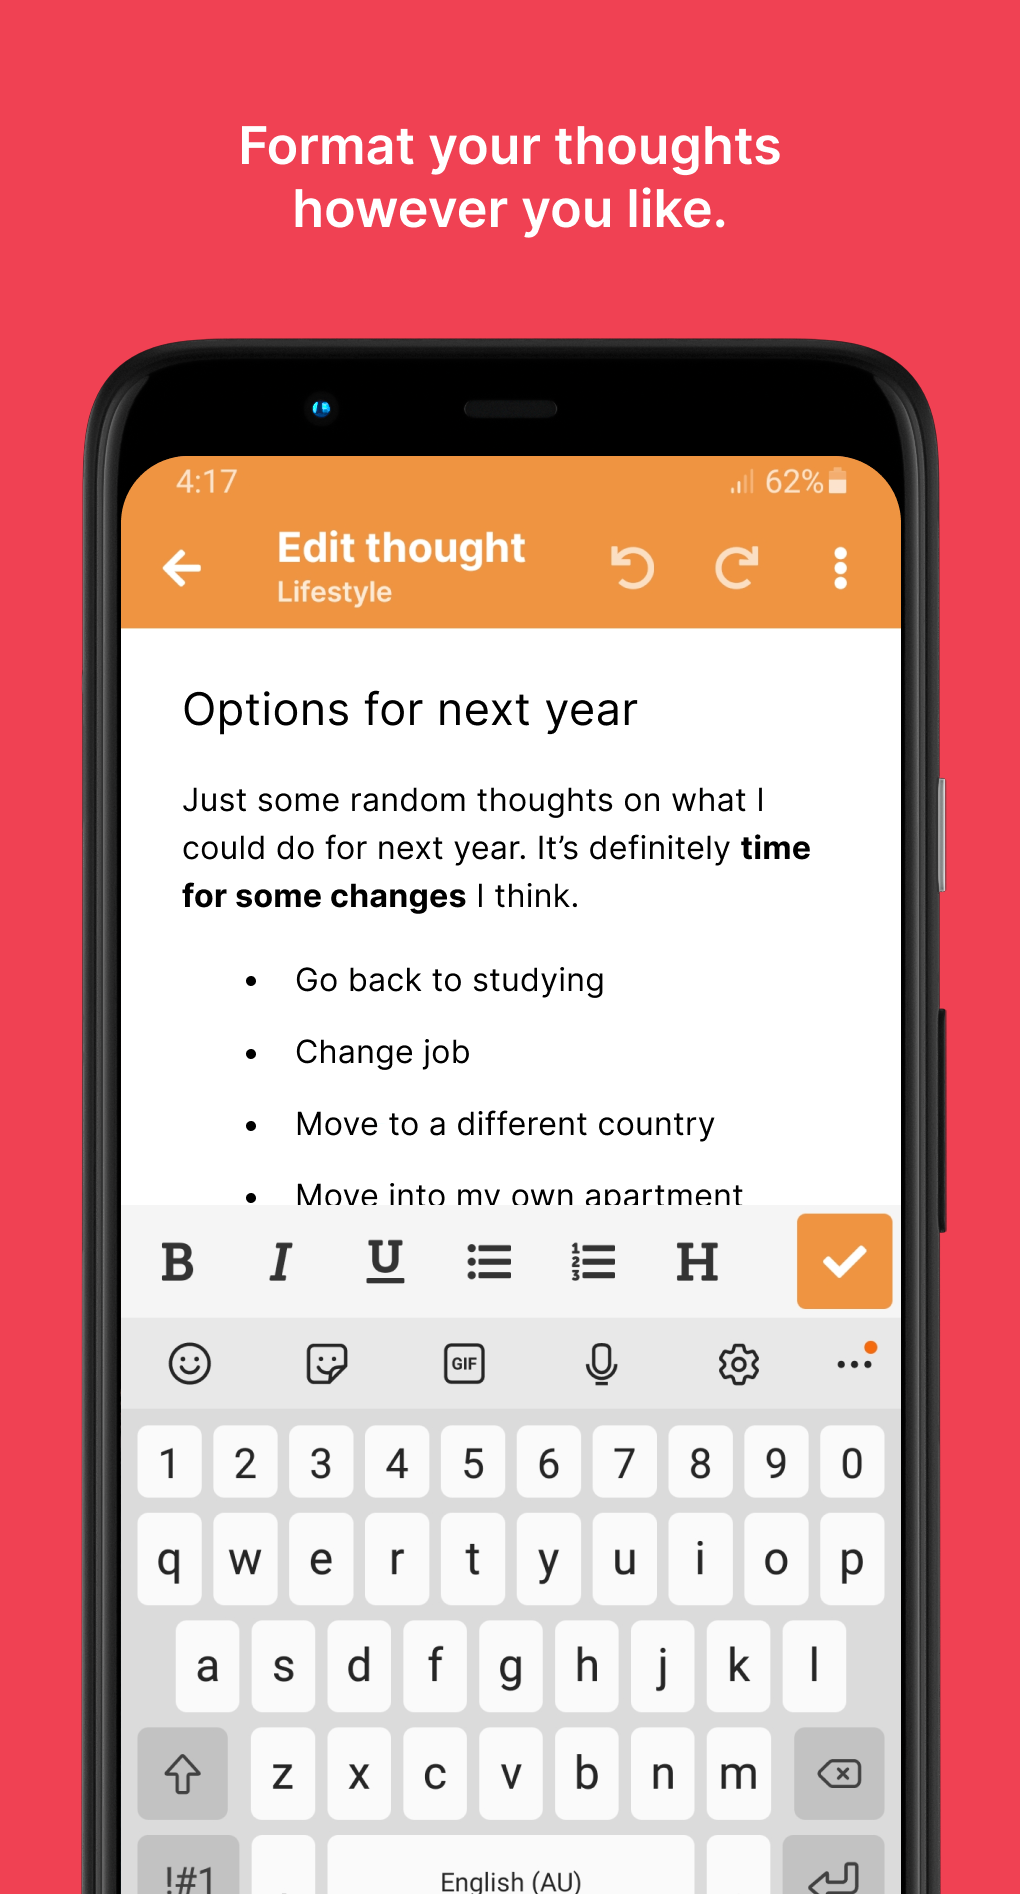 Format your thoughts
however you like.
4:17 62%
Edit thought
Lifestyle
Options for next year
Just some random thoughts on what I
could do for next year. It’s definitely time
for some changes I think.
• Go back to studying
• Change job
• Move to a different country
• Move into my own apartment
B I U H
GIF
1 2 3 4 5 6 7 8 9 0
q w e r t y u i o p
a s d f g h j k l
z x c v b n m
!#1 English (AU)